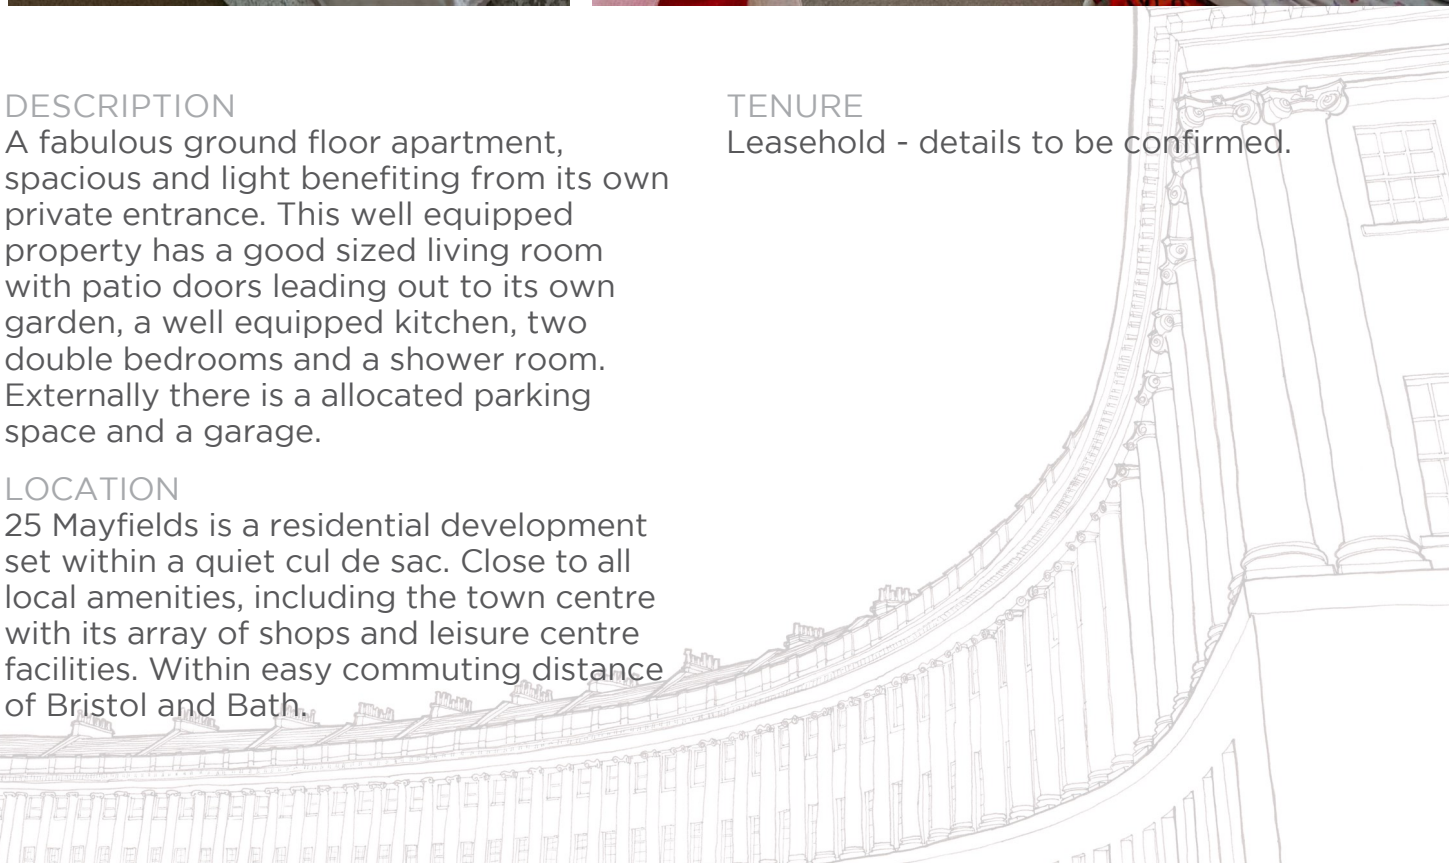 DESCRIPTION
A fabulous ground floor apartment,
spacious and light benefiting from its own
private entrance. This well equipped
property has a good sized living room
with patio doors leading out to its own
garden, a well equipped kitchen, two
double bedrooms and a shower room.
Externally there is a allocated parking
space and a garage.
LOCATION
25 Mayfields is a residential development
set within a quiet cul de sac. Close to all
local amenities, including the town centre
with its array of shops and leisure centre
facilities. Within easy commuting distance
of Bristol and Bath.
TENURE
Leasehold - details to be confirmed.